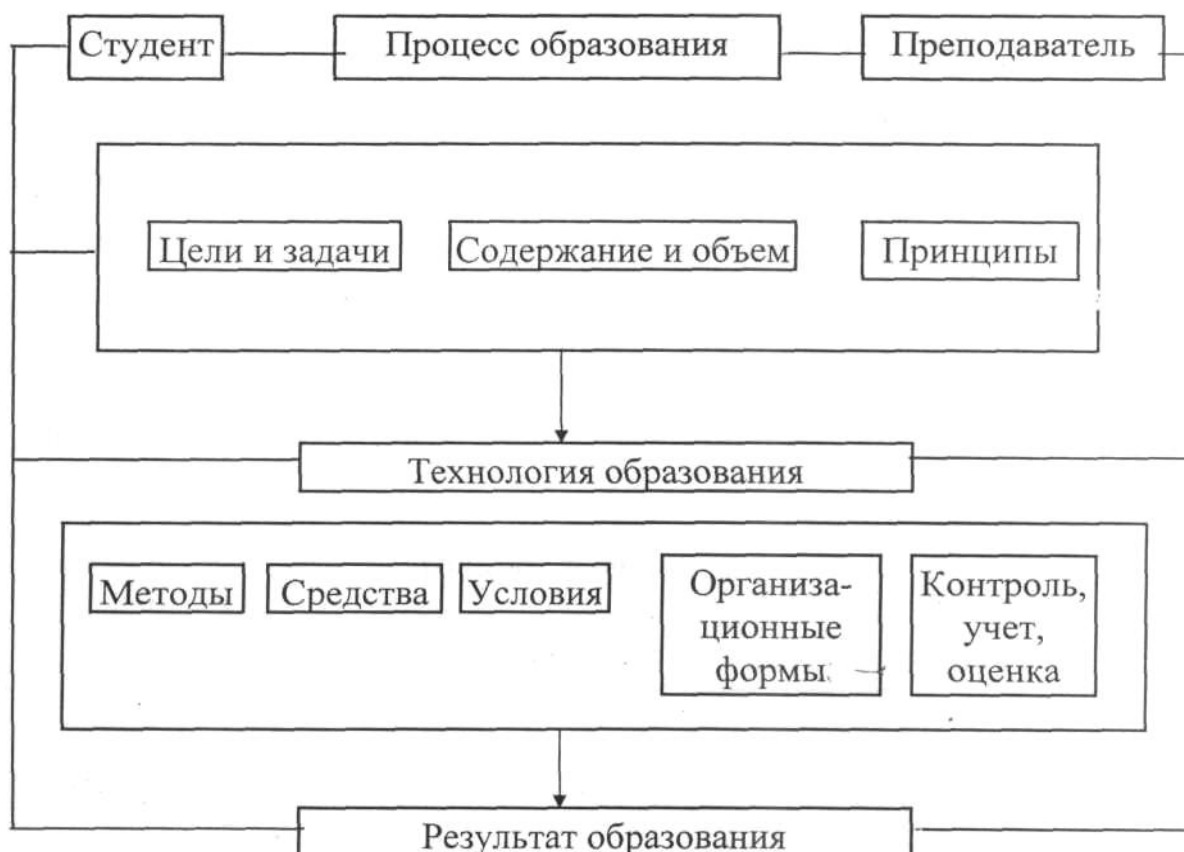 Студент
Процесс образования
Преподаватель
Цели и задачи
Содержание и объем
Принципы
Технология образования
Методы
Средства
Условия
Организа-
ционные
формы
Контроль,
учет,
оценка
Результат образования